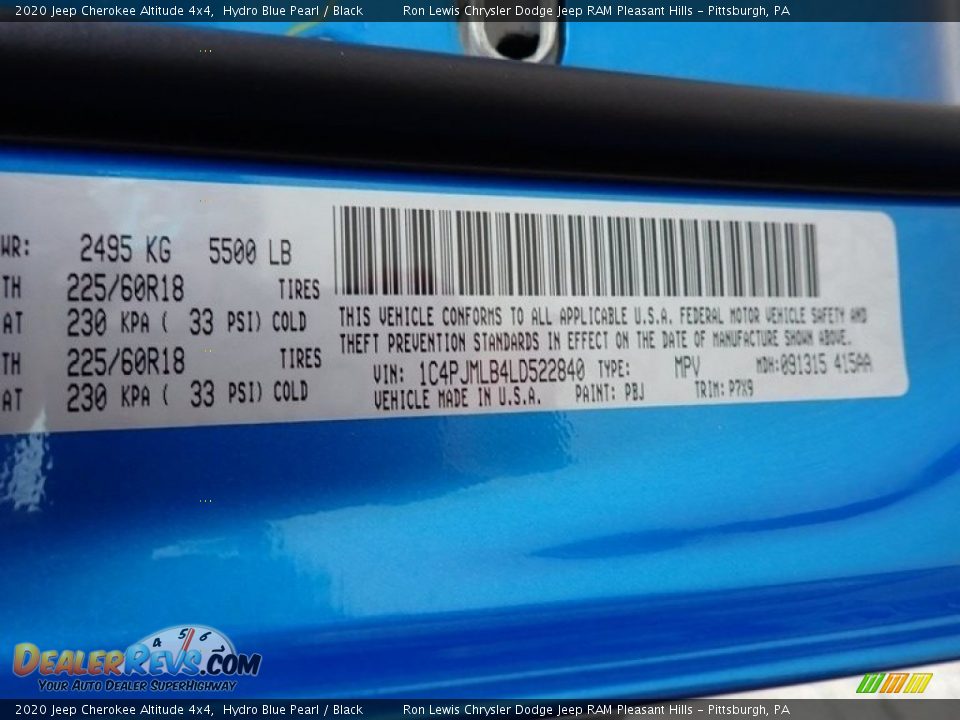 2020 Jeep Cherokee Altitude 4x4, Hydro Blue Pearl / Black Ron Lewis Chrysler Dodge Jeep RAM Pleasant Hills - Pittsburgh, PA
WR: 2495 KG 5500 LB
TH 225/60R18 TIRES
AT 230 KPA ( 33 PSI) COLD
TH 225/60R18 TIRES
AT 230 KPA ( 33 PSI) COLD
THIS VEHICLE CONFORMS TO ALL APPLICABLE U.S.A. FEDERAL MOTOR VEHICLE SAFETY AND
THEFT PREVENTION STANDARDS IN EFFECT ON THE DATE OF MANUFACTURE SHOWN ABOVE.
VIN: 1C4PJMLB4LD522840 TYPE: MPV MDH:091315 415AA
VEHICLE MADE IN U.S.A. PAINT: PBJ TRIM: P7X9
4 5 6
DealerRevs.com
Your Auto Dealer SuperHighway
2020 Jeep Cherokee Altitude 4x4, Hydro Blue Pearl / Black Ron Lewis Chrysler Dodge Jeep RAM Pleasant Hills - Pittsburgh, PA